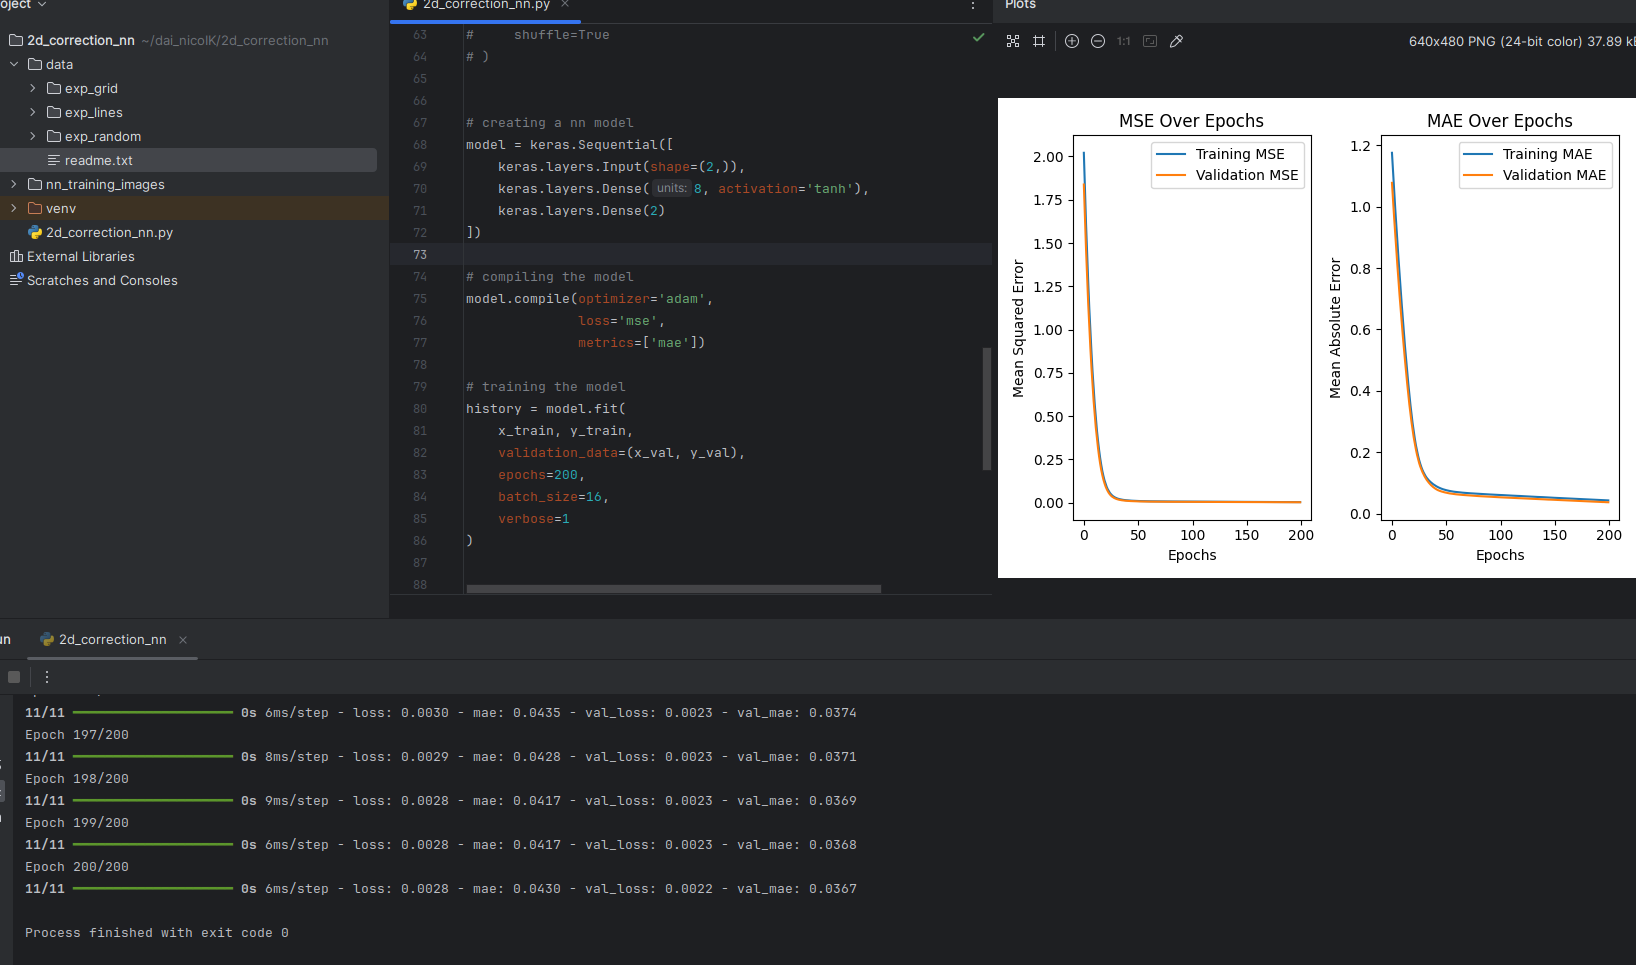 oject
2d_correction_nn ~/dai_nicolK/2d_correction_nn
data
exp_grid
exp_lines
exp_random
readme.txt
nn_training_images
venv
2d_correction_nn.py
External Libraries
Scratches and Consoles
2d_correction_nn.py
63 # shuffle=True
64 # )
65
66
67 # creating a nn model
68 model = keras.Sequential([
69 keras.layers.Input(shape=(2,)),
70 keras.layers.Dense( units: 8, activation='tanh'),
71 keras.layers.Dense(2)
72 ])
73
74 # compiling the model
75 model.compile(optimizer='adam',
76 loss='mse',
77 metrics=['mae'])
78
79 # training the model
80 history = model.fit(
81 x_train, y_train,
82 validation_data=(x_val, y_val),
83 epochs=200,
84 batch_size=16,
85 verbose=1
86 )
87
88
Plots
1:1
640x480 PNG (24-bit color) 37.89 kE
MSE Over Epochs
Training MSE
Validation MSE
Mean Squared Error
2.00
1.75
1.50
1.25
1.00
0.75
0.50
0.25
0.00
0 50 100 150 200
Epochs
MAE Over Epochs
Training MAE
Validation MAE
Mean Absolute Error
1.2
1.0
0.8
0.6
0.4
0.2
0.0
0 50 100 150 200
Epochs
un
2d_correction_nn
11/11 0s 6ms/step - loss: 0.0030 - mae: 0.0435 - val_loss: 0.0023 - val_mae: 0.0374
Epoch 197/200
11/11 0s 8ms/step - loss: 0.0029 - mae: 0.0428 - val_loss: 0.0023 - val_mae: 0.0371
Epoch 198/200
11/11 0s 9ms/step - loss: 0.0028 - mae: 0.0417 - val_loss: 0.0023 - val_mae: 0.0369
Epoch 199/200
11/11 0s 6ms/step - loss: 0.0028 - mae: 0.0417 - val_loss: 0.0023 - val_mae: 0.0368
Epoch 200/200
11/11 0s 6ms/step - loss: 0.0028 - mae: 0.0430 - val_loss: 0.0022 - val_mae: 0.0367
Process finished with exit code 0